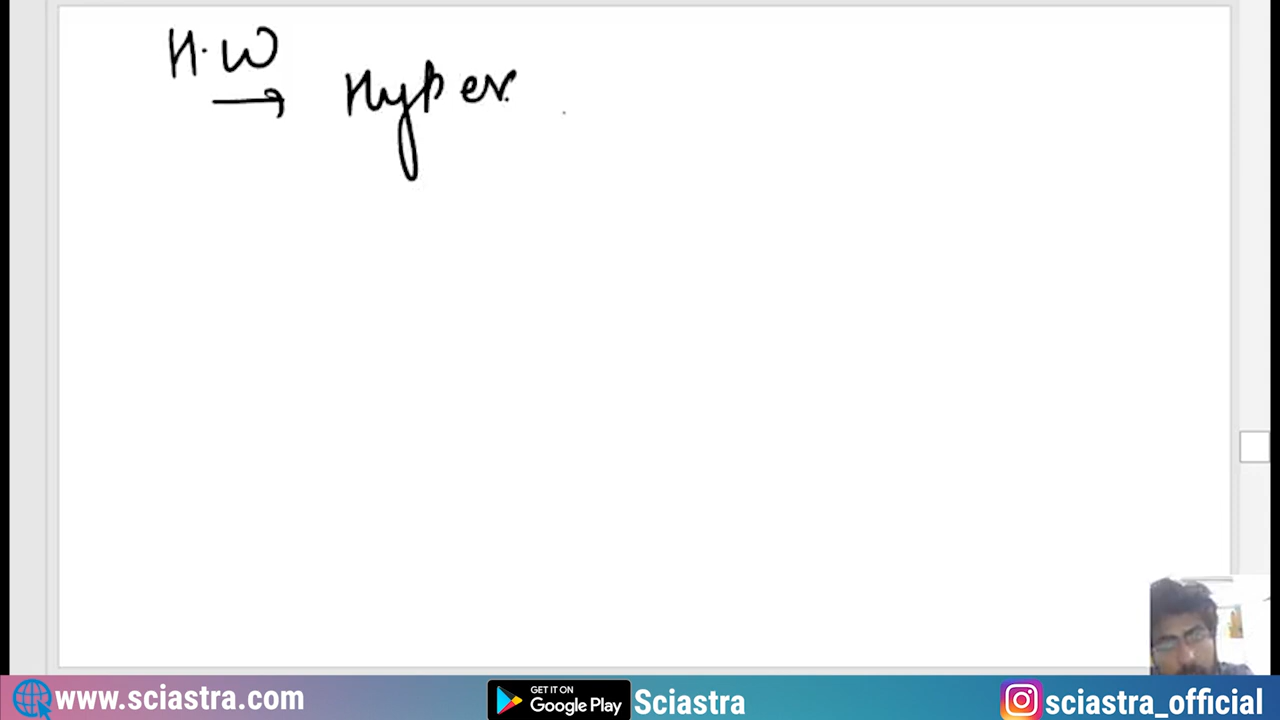 H.W
→ Hyper
www.sciastra.com
GET IT ON
Google Play
Sciastra
sciastra_official